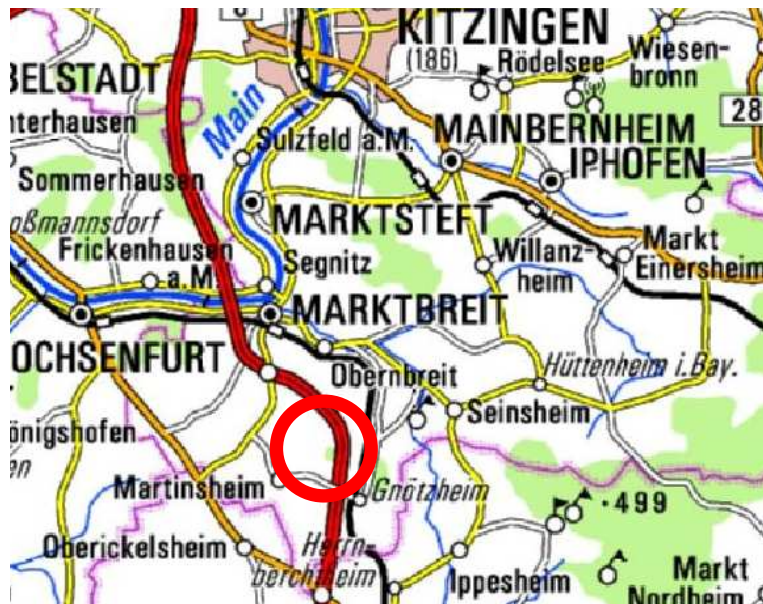 KITZINGEN
(186)
Rödelsee
Wiesen-
bronn
BELSTADT
nterhausen
Main
Sulzfeld a.M.
MAINBERNHEIM
28
IPHOFEN
Sommerhausen
oßmannsdorf
MARKTSTEFT
Frickenhausen
a.M.
Segnitz
Willanz-
heim
Markt
Einersheim
MARKTBREIT
OCHSENFURT
Obernbreit
Hüttenheim i.Bay.
Seinsheim
önigshofen
en
Martinsheim
Gnötzheim
·499
Oberickelsheim
Herrn-
berchtheim
Ippesheim
Markt
Nordheim